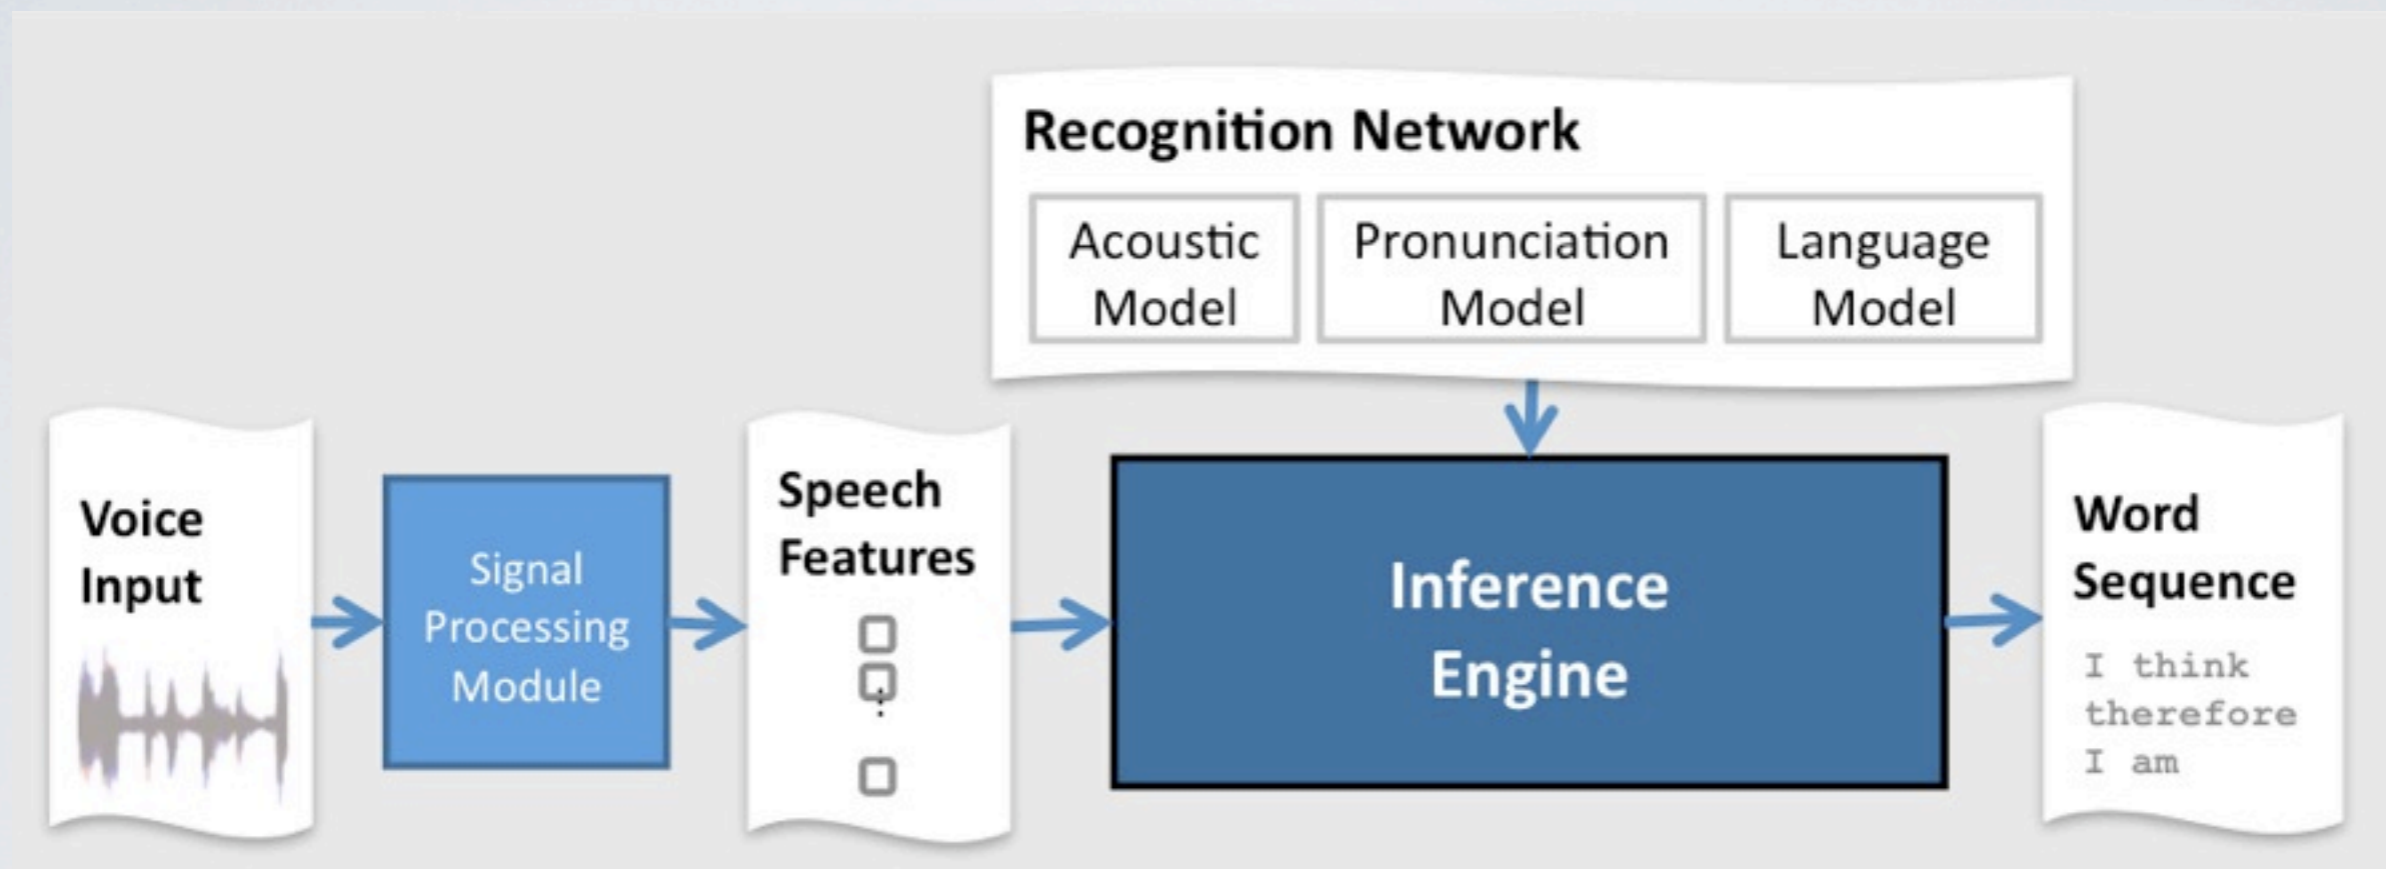 Recognition Network
Acoustic
Model
Pronunciation
Model
Language
Model
Voice
Input
Signal
Processing
Module
Speech
Features
Inference
Engine
Word
Sequence
I think
therefore
I am